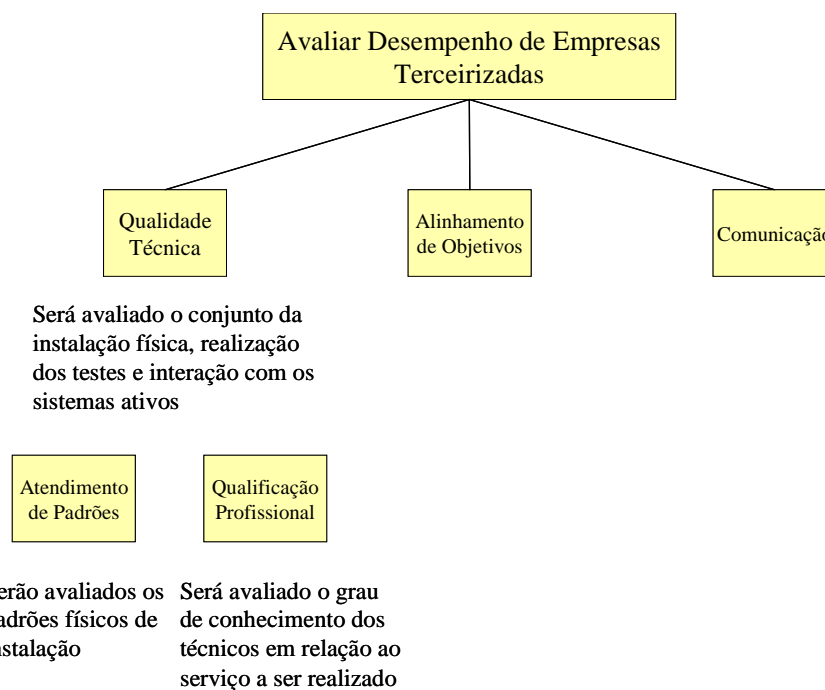 Avaliar Desempenho de Empresas
Terceirizadas
Qualidade
Técnica
Alinhamento
de Objetivos
Comunicação
Será avaliado o conjunto da
instalação física, realização
dos testes e interação com os
sistemas ativos
Atendimento
de Padrões
Qualificação
Profissional
erão avaliados os
adrões físicos de
nstalação
Será avaliado o grau
de conhecimento dos
técnicos em relação ao
serviço a ser realizado